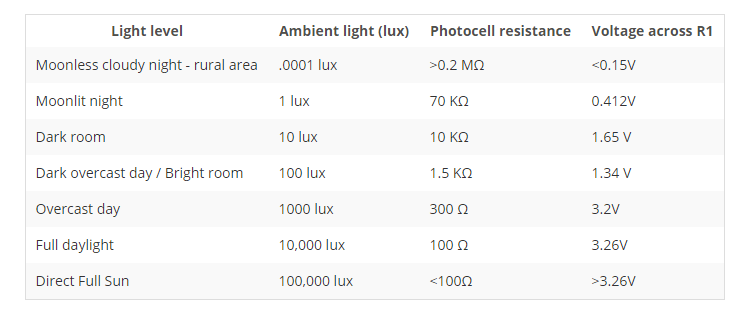 Light level Ambient light (lux) Photocell resistance Voltage across R1
Moonless cloudy night - rural area .0001 lux >0.2 MΩ <0.15V
Moonlit night 1 lux 70 KΩ 0.412V
Dark room 10 lux 10 KΩ 1.65 V
Dark overcast day / Bright room 100 lux 1.5 KΩ 1.34 V
Overcast day 1000 lux 300 Ω 3.2V
Full daylight 10,000 lux 100 Ω 3.26V
Direct Full Sun 100,000 lux <100Ω >3.26V